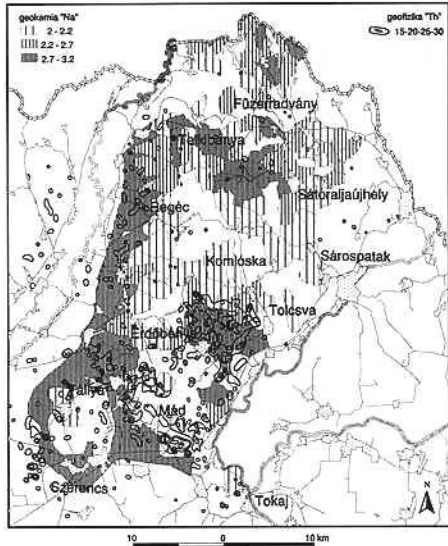 geokémia "Na"
2 - 2.2
2.2 - 2.7
2.7 - 3.2
geofizika "Th"
15-20-25-30
Füzérradvány
Telkibánya
Sátoraljaújhely
Regéc
Komlóska
Sárospatak
Tolcsva
Erdőbénye
Tállya
Mád
Szerencs
Tokaj
N
10 0 10 km